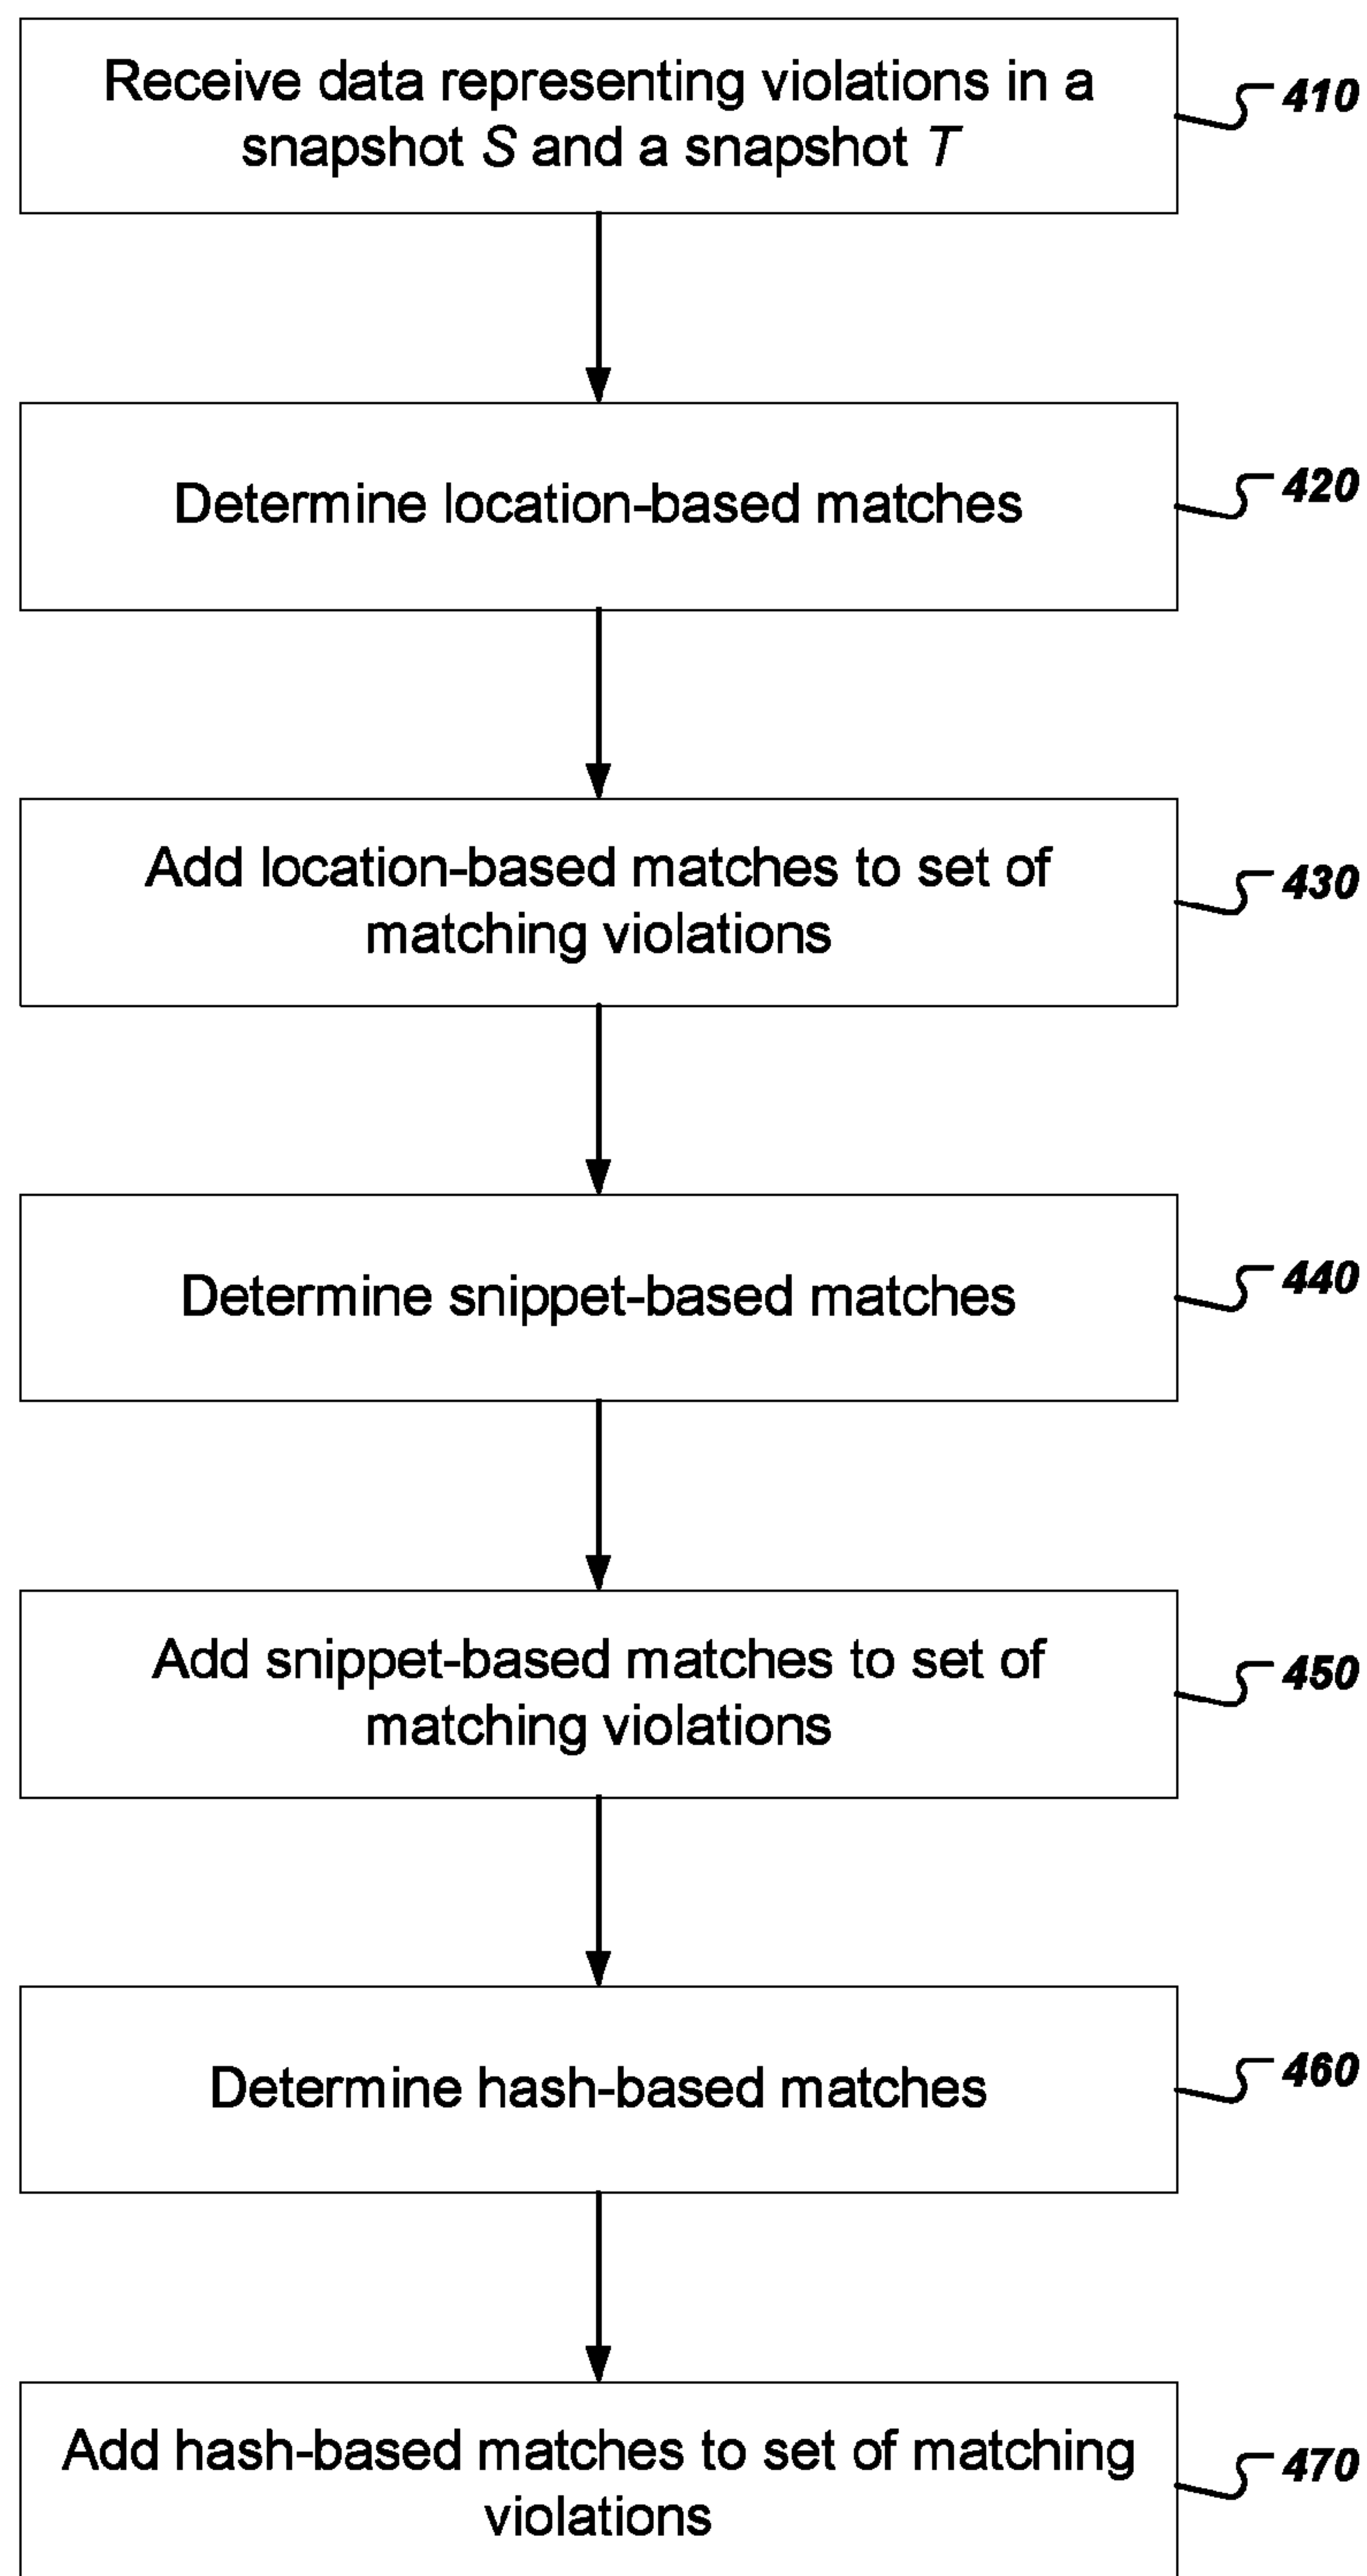 Receive data representing violations in a
snapshot S and a snapshot T
410
Determine location-based matches
420
Add location-based matches to set of
matching violations
430
Determine snippet-based matches
440
Add snippet-based matches to set of
matching violations
450
Determine hash-based matches
460
Add hash-based matches to set of matching
violations
470